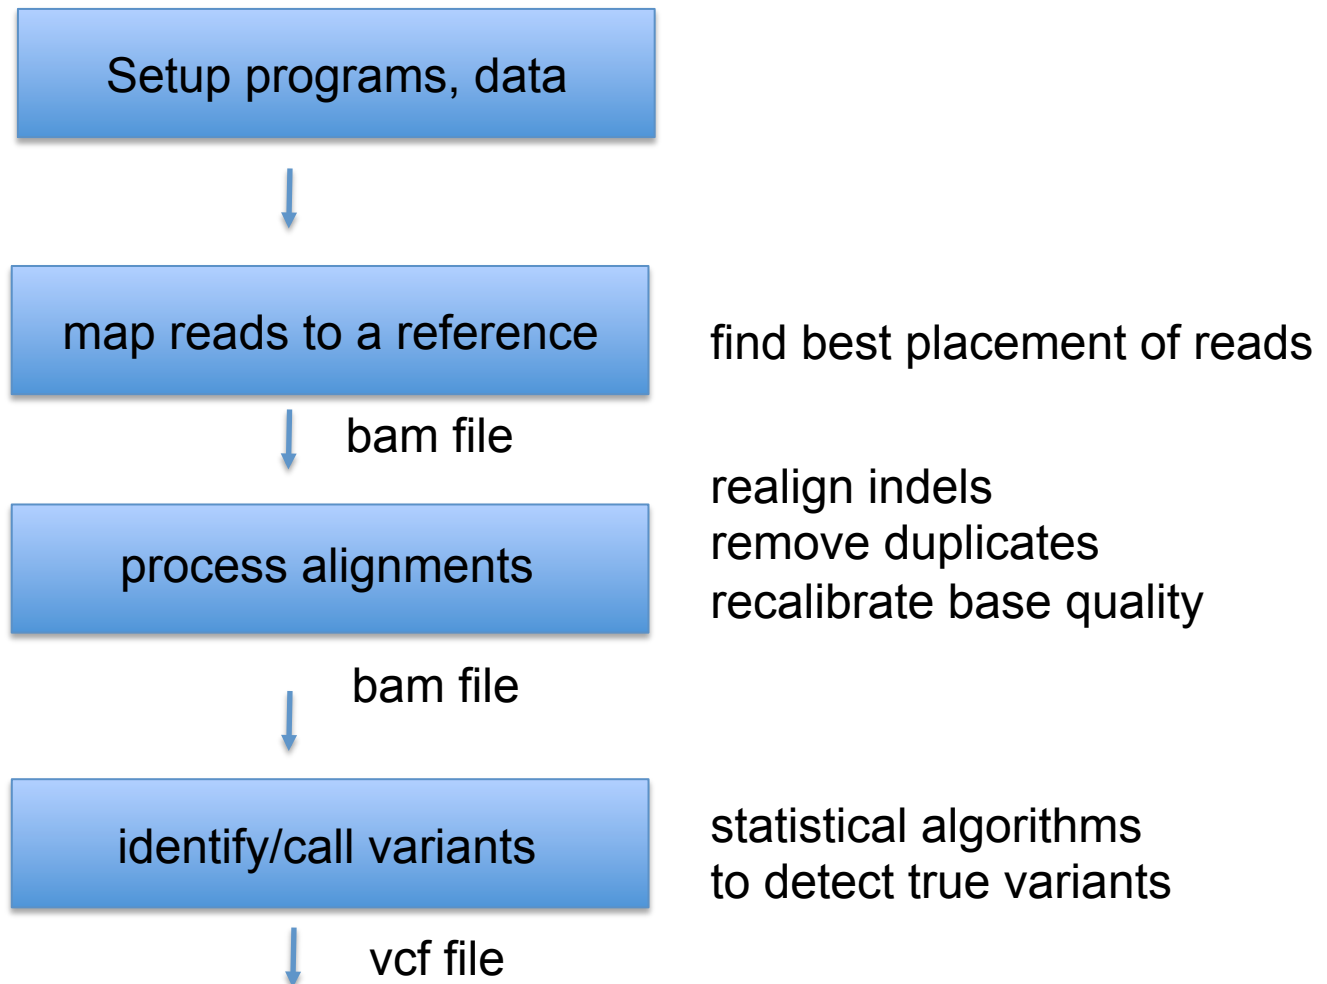 Setup programs, data
map reads to a reference
find best placement of reads
bam file
realign indels
remove duplicates
recalibrate base quality
process alignments
bam file
identify/call variants
statistical algorithms
to detect true variants
vcf file